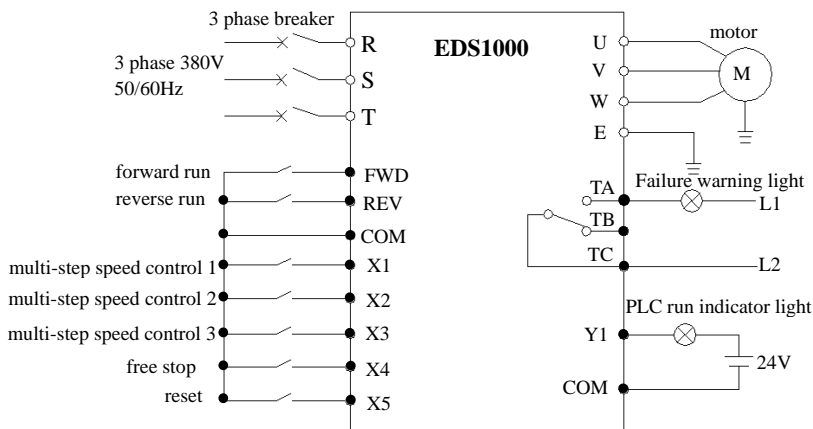 3 phase breaker
EDS1000
R
S
T
3 phase 380V
50/60Hz
U
V
W
E
motor
M
forward run
FWD
reverse run
REV
COM
multi-step speed control 1
X1
multi-step speed control 2
X2
multi-step speed control 3
X3
free stop
X4
reset
X5
TA
Failure warning light
L1
TB
TC
L2
PLC run indicator light
Y1
24V
COM